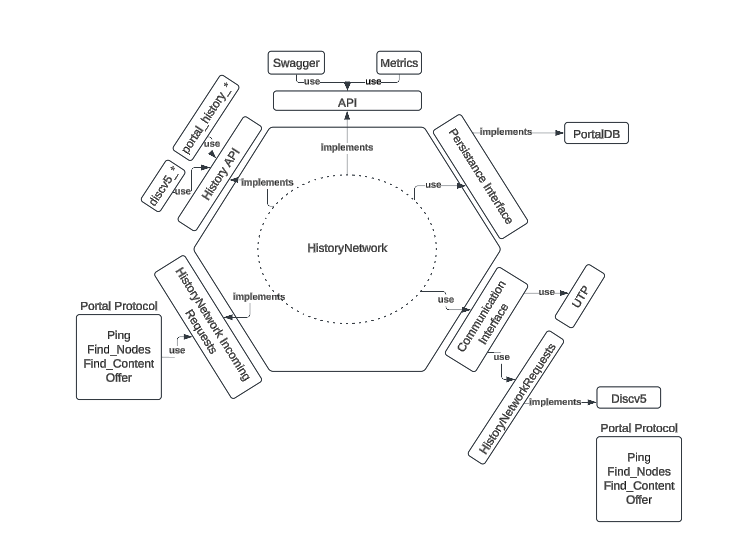 Swagger
Metrics
use
use
API
portal_history_*
use
discv5_*
use
History API
implements
implements
Persistance Interface
implements
PortalDB
use
HistoryNetwork
Portal Protocol
Ping
Find_Nodes
Find_Content
Offer
use
HistoryNetwork Incoming
Requests
implements
use
Communication
Interface
use
UTP
use
HistoryNetworkRequests
implements
Discv5
Portal Protocol
Ping
Find_Nodes
Find_Content
Offer